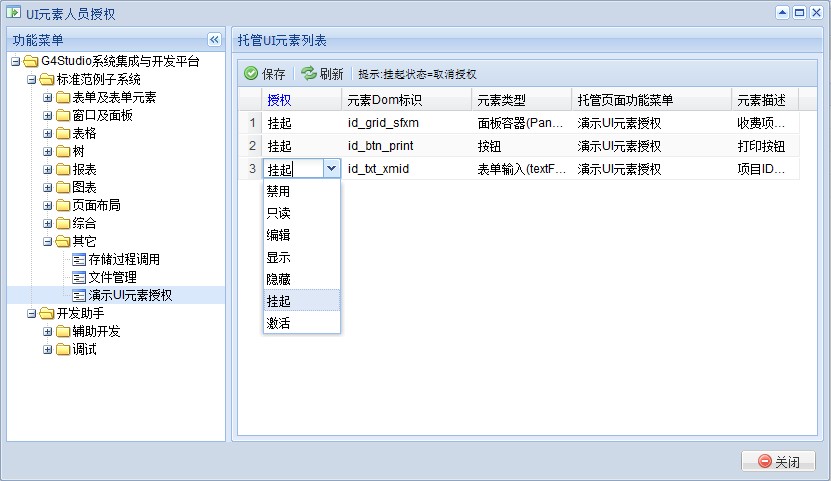 UI元素人员授权
功能菜单
G4Studio系统集成与开发平台
标准范例子系统
表单及表单元素
窗口及面板
表格
树
报表
图表
页面布局
综合
其它
存储过程调用
文件管理
演示UI元素授权
开发助手
辅助开发
调试
托管UI元素列表
保存 刷新 提示:挂起状态=取消授权
授权 元素Dom标识 元素类型 托管页面功能菜单 元素描述
1 挂起 id_grid_sfxm 面板容器(Pan... 演示UI元素授权 收费项...
2 挂起 id_btn_print 按钮 演示UI元素授权 打印按钮
3 挂起 id_txt_xmid 表单输入(textF... 演示UI元素授权 项目ID...
禁用
只读
编辑
显示
隐藏
挂起
激活
关闭